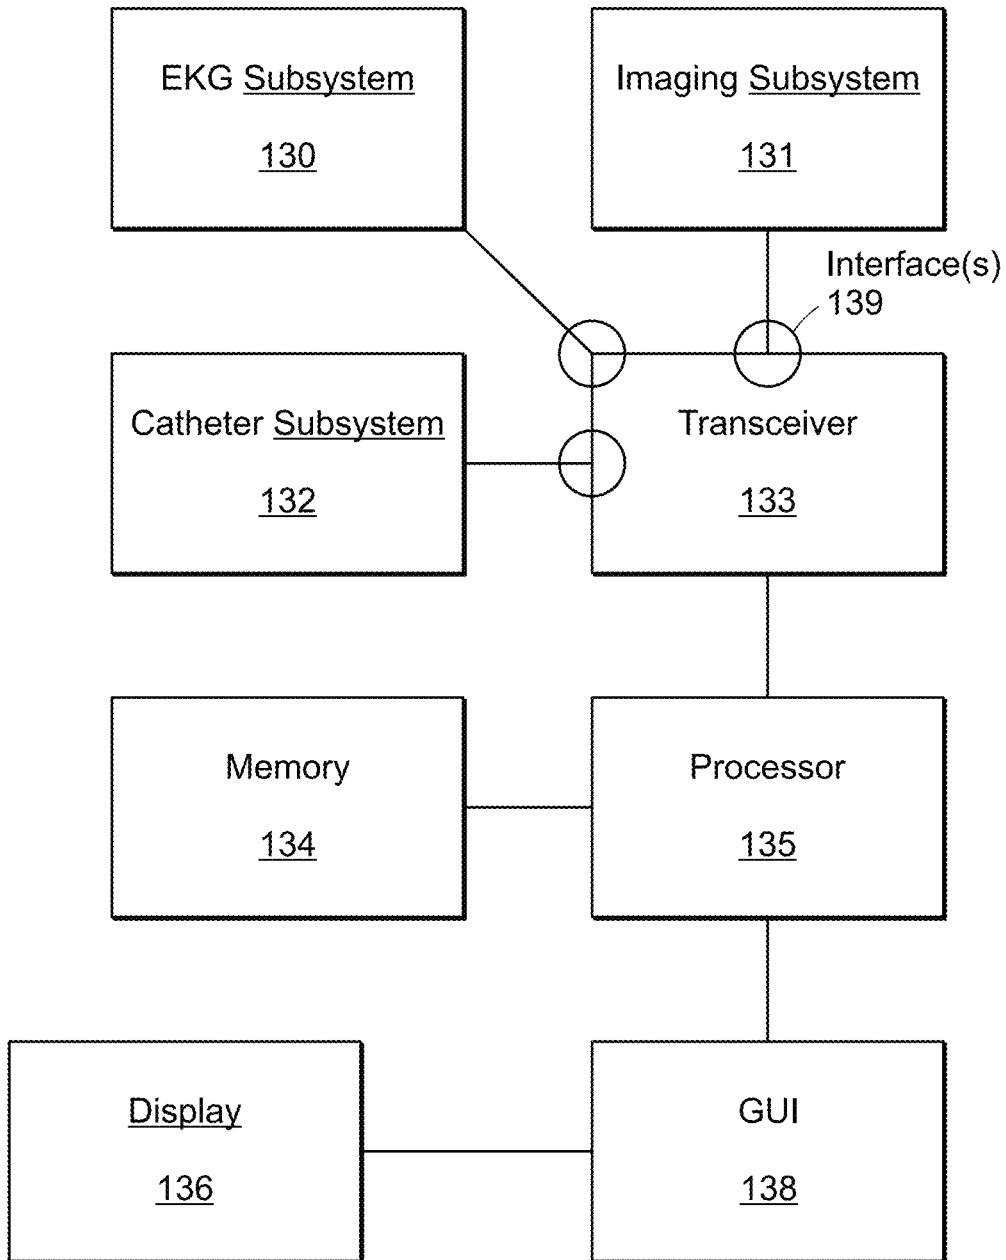 EKG Subsystem
130
Imaging Subsystem
131
Interface(s)
139
Catheter Subsystem
132
Transceiver
133
Memory
134
Processor
135
Display
136
GUI
138